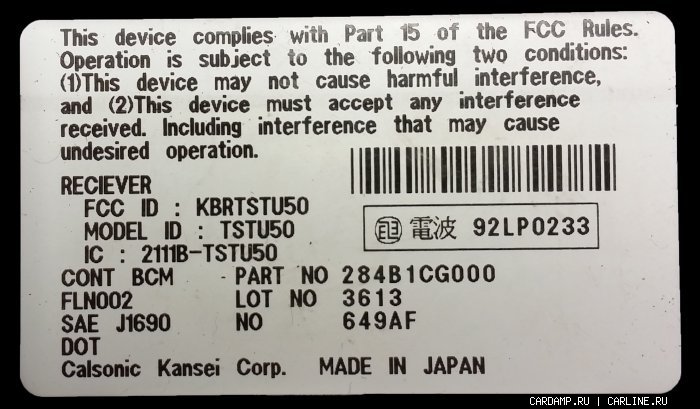 This device complies with Part 15 of the FCC Rules.
Operation is subject to the following two conditions:
(1)This device may not cause harmful interference,
and (2)This device must accept any interference
received. Including interference that may cause
undesired operation.
RECIEVER
FCC ID : KBRTSTU50
MODEL ID : TSTU50
電波 92LP0233
IC : 2111B-TSTU50
CONT BCM PART NO 284B1CG000
FLN002 LOT NO 3613
SAE J1690 NO 649AF
DOT
Calsonic Kansei Corp. MADE IN JAPAN
CARDAMP.RU | CARLINE.RU